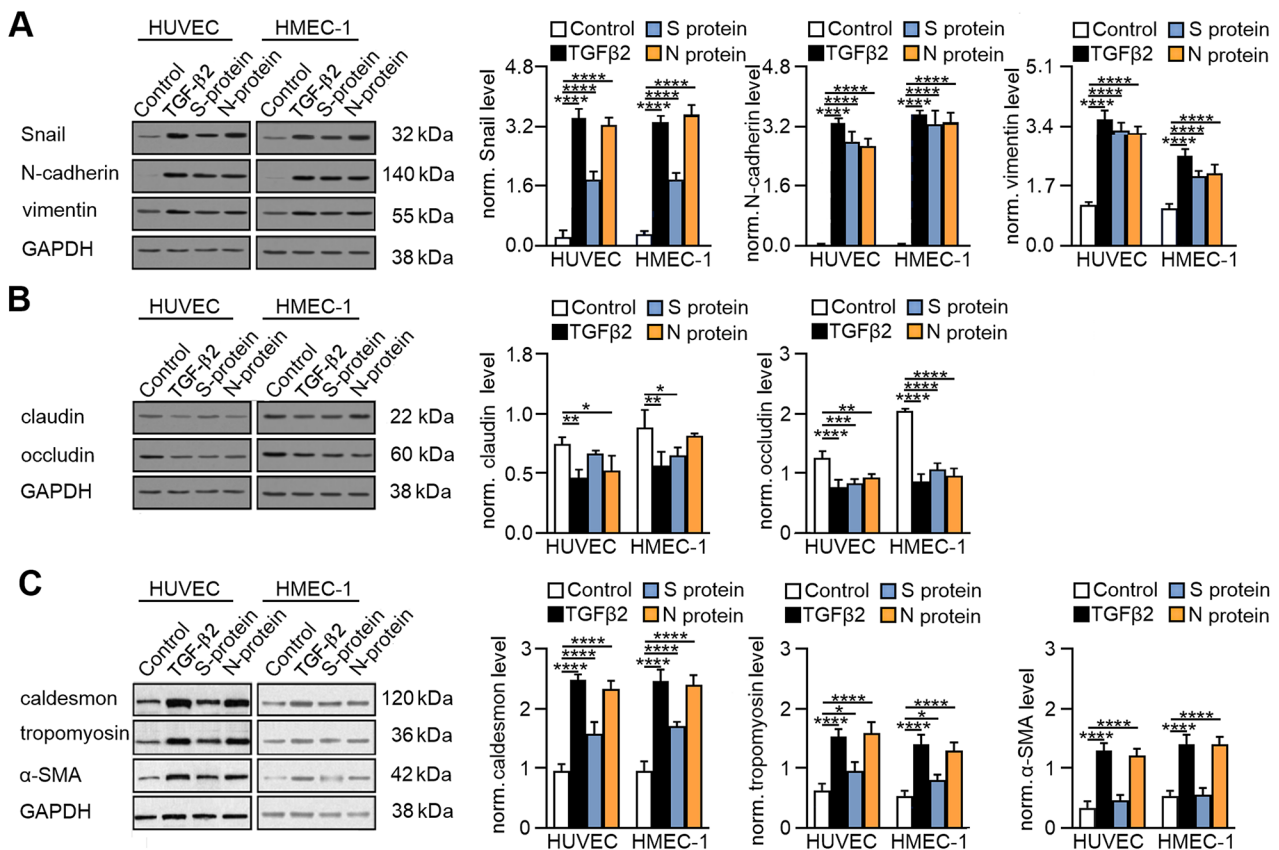 A
HUVEC HMEC-1
Control TGF-β2 S-protein N-protein Control TGF-β2 S-protein N-protein
Snail 32 kDa
N-cadherin 140 kDa
vimentin 55 kDa
GAPDH 38 kDa
Control S protein
TGFβ2 N protein
norm. Snail level
4.8
3.2
1.6
0.0
**** **** ****
**** **** ****
HUVEC HMEC-1
Control S protein
TGFβ2 N protein
norm. N-cadherin level
4.8
3.2
1.6
0.0
**** **** ****
**** **** ****
HUVEC HMEC-1
Control S protein
TGFβ2 N protein
norm. vimentin level
5.1
3.4
1.7
0.0
**** **** ****
**** **** ****
HUVEC HMEC-1
B
HUVEC HMEC-1
Control TGF-β2 S-protein N-protein Control TGF-β2 S-protein N-protein
claudin 22 kDa
occludin 60 kDa
GAPDH 38 kDa
Control S protein
TGFβ2 N protein
norm. claudin level
1.8
1.0
0.5
0.0
* **
* **
HUVEC HMEC-1
Control S protein
TGFβ2 N protein
norm. occludin level
3
2
1
0
** *** ****
**** **** ****
HUVEC HMEC-1
C
HUVEC HMEC-1
Control TGF-β2 S-protein N-protein Control TGF-β2 S-protein N-protein
caldesmon 120 kDa
tropomyosin 36 kDa
α-SMA 42 kDa
GAPDH 38 kDa
Control S protein
TGFβ2 N protein
norm. caldesmon level
3
2
1
0
**** **** ****
**** **** ****
HUVEC HMEC-1
Control S protein
TGFβ2 N protein
norm. tropomyosin level
3
2
1
0
**** * ****
**** * ****
HUVEC HMEC-1
Control S protein
TGFβ2 N protein
norm. α-SMA level
3
2
1
0
**** ****
**** ****
HUVEC HMEC-1